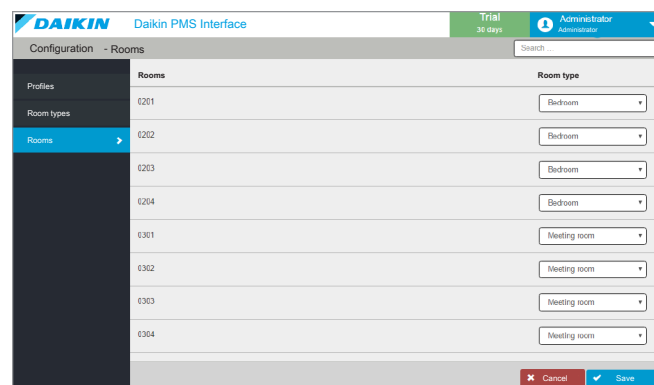 DAIKIN Daikin PMS Interface Trial Administrator
30 days Administrator
Configuration - Rooms Search ...
Rooms Room type
Profiles
0201 Bedroom
Room types
Rooms 0202 Bedroom
0203 Bedroom
0204 Bedroom
0301 Meeting room
0302 Meeting room
0303 Meeting room
0304 Meeting room
Cancel Save